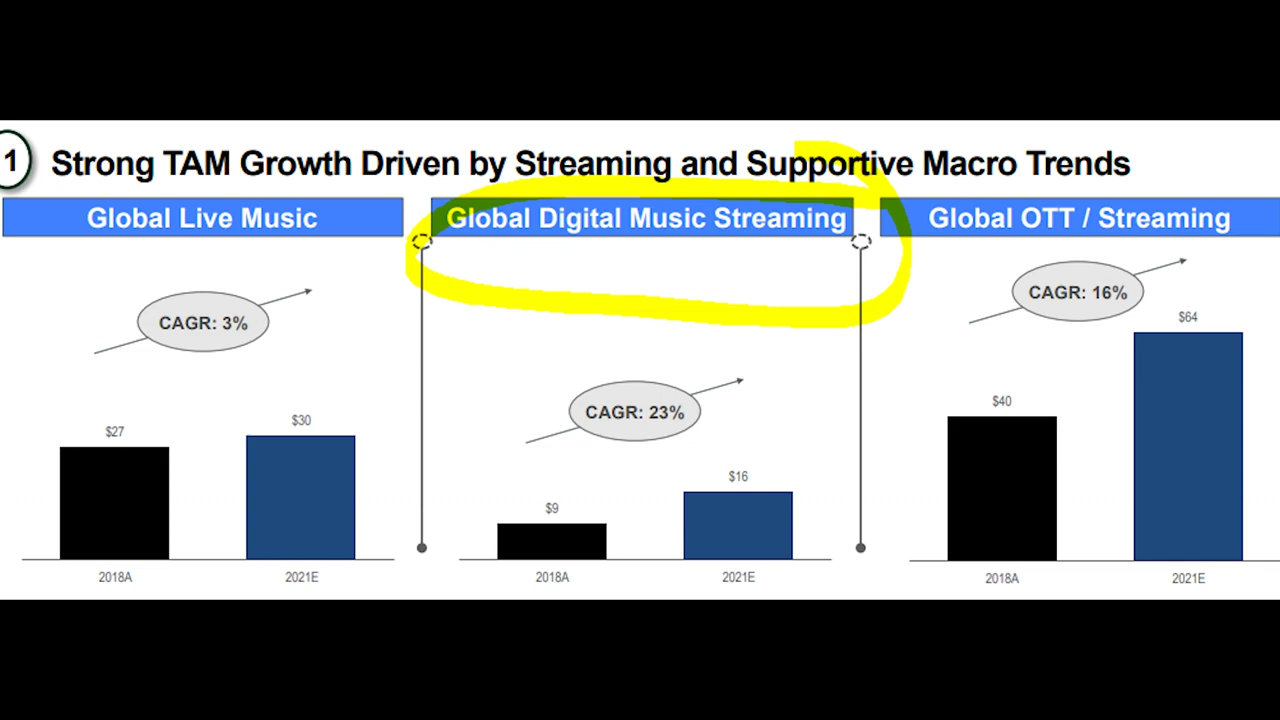 1
Strong TAM Growth Driven by Streaming and Supportive Macro Trends
Global Live Music
CAGR: 3%
$27
$30
2018A
2021E
Global Digital Music Streaming
CAGR: 23%
$9
$16
2018A
2021E
Global OTT / Streaming
CAGR: 16%
$40
$64
2018A
2021E